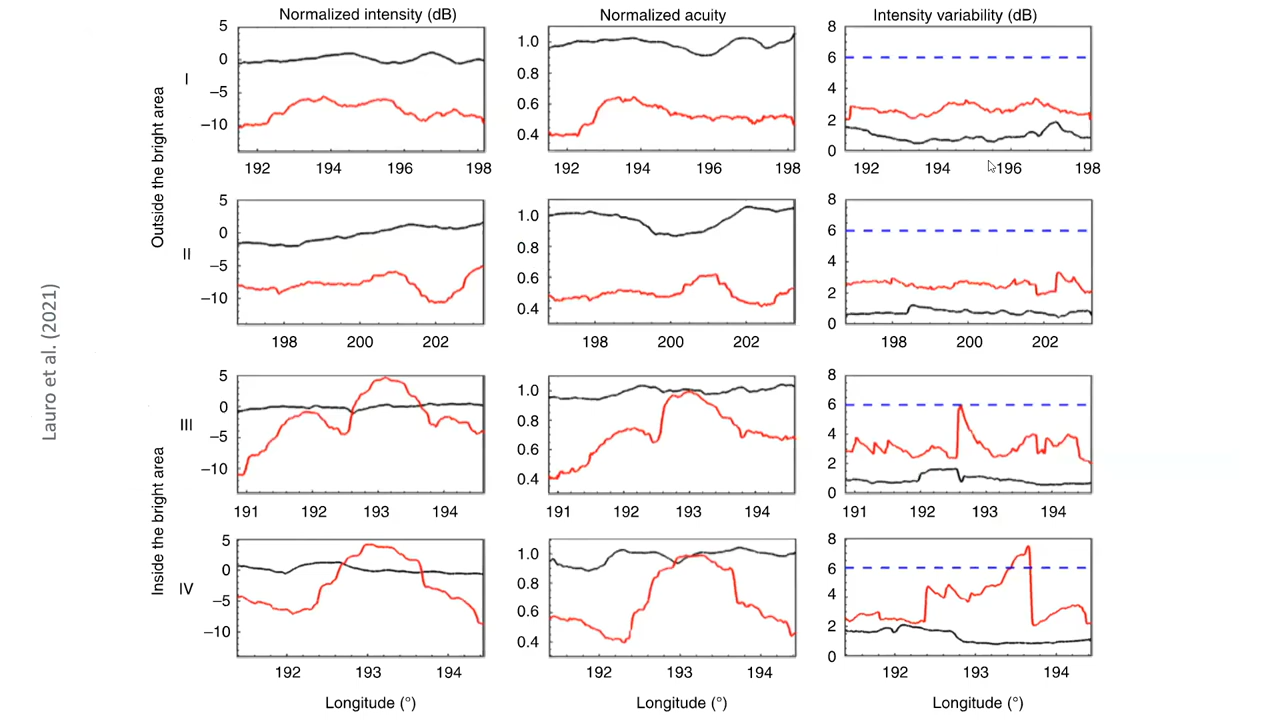 Normalized intensity (dB) Normalized acuity Intensity variability (dB)
Lauro et al. (2021)
Outside the bright area
I
5
0
−5
−10
192 194 196 198
1.0
0.8
0.6
0.4
192 194 196 198
8
6
4
2
0
192 194 196 198
II
5
0
−5
−10
198 200 202
1.0
0.8
0.6
0.4
198 200 202
8
6
4
2
0
198 200 202
Inside the bright area
III
5
0
−5
−10
191 192 193 194
1.0
0.8
0.6
0.4
191 192 193 194
8
6
4
2
0
191 192 193 194
IV
5
0
−5
−10
192 193 194
1.0
0.8
0.6
0.4
192 193 194
8
6
4
2
0
192 193 194
Longitude (°) Longitude (°) Longitude (°)